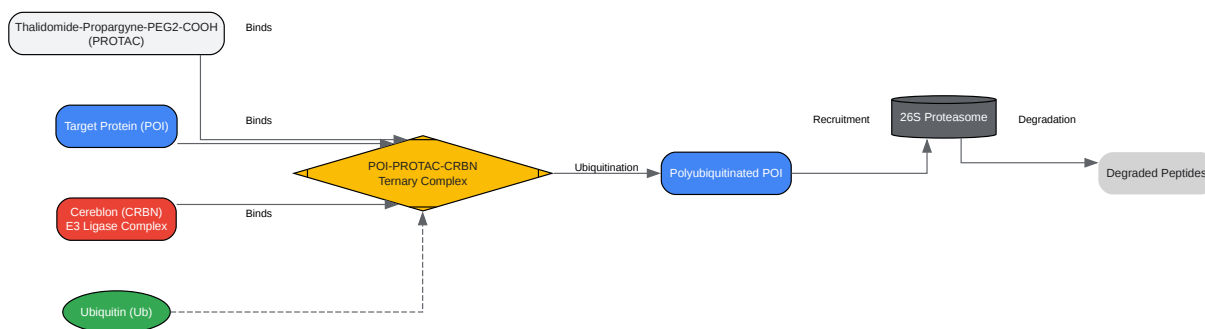 Thalidomide-Propargyne-PEG2-COOH
(PROTAC)
Binds
Target Protein (POI)
Binds
Cereblon (CRBN)
E3 Ligase Complex
Binds
Ubiquitin (Ub)
POI-PROTAC-CRBN
Ternary Complex
Ubiquitination
Polyubiquitinated POI
Recruitment
26S Proteasome
Degradation
Degraded Peptides